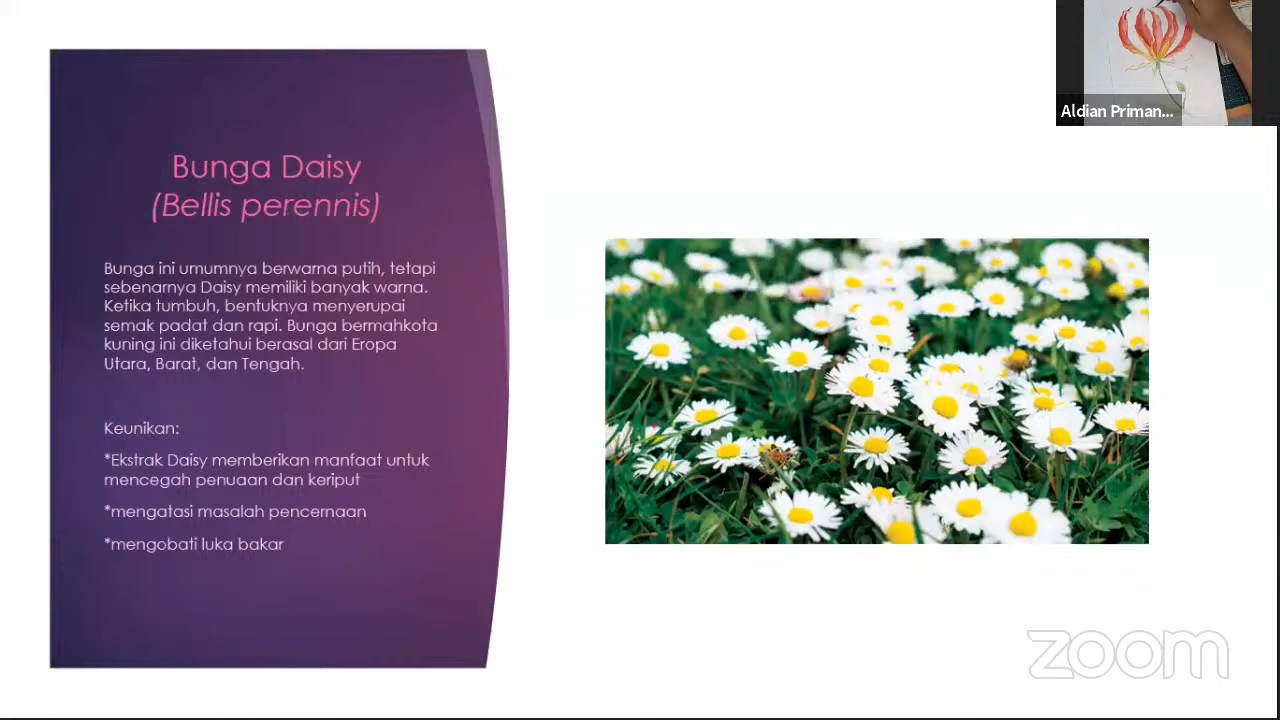 Bunga Daisy
(Bellis perennis)
Bunga ini umumnya berwarna putih, tetapi
sebenarnya Daisy memiliki banyak warna.
Ketika tumbuh, bentuknya menyerupai
semak padat dan rapi. Bunga bermahkota
kuning ini diketahui berasal dari Eropa
Utara, Barat, dan Tengah.
Keunikan:
*Ekstrak Daisy memberikan manfaat untuk
mencegah penuaan dan keriput
*mengatasi masalah pencernaan
*mengobati luka bakar
Aldian Priman...
zoom